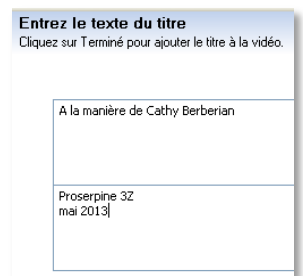 Entrez le texte du titre
Cliquez sur Terminé pour ajouter le titre à la vidéo.
A la manière de Cathy Berberian
Proserpine 3Z
mai 2013